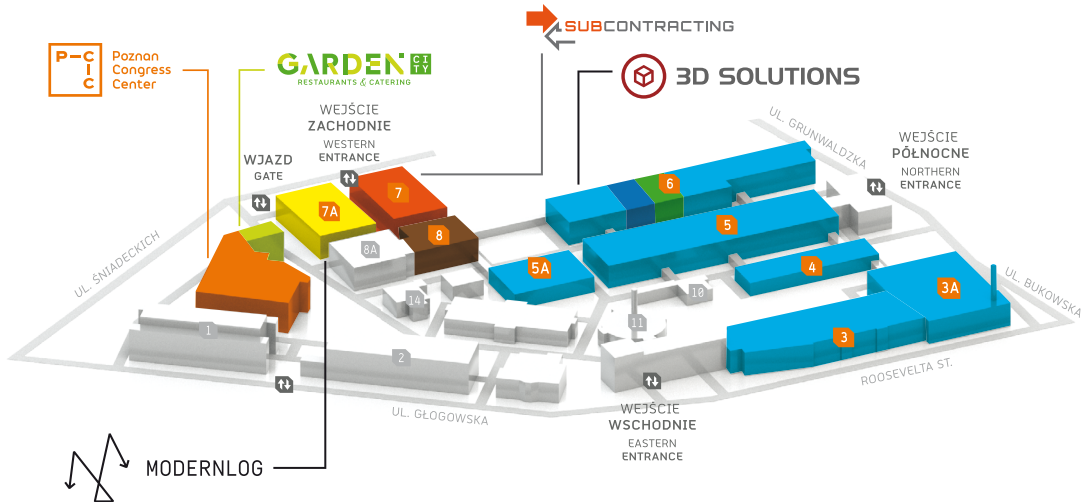 SUBCONTRACTING
P–C
I
C
Poznan
Congress
Center
GARDEN
CITY
RESTAURANTS & CATERING
3D SOLUTIONS
WEJŚCIE
ZACHODNIE
WESTERN
ENTRANCE
WJAZD
GATE
UL. GRUNWALDZKA
WEJŚCIE
PÓŁNOCNE
NORTHERN
ENTRANCE
7
7A
6
8
8A
5
5A
4
3A
UL. ŚNIADECKICH
UL. BUKOWSKA
14
10
11
1
2
3
ROOSEVELTA ST.
UL. GŁOGOWSKA
WEJŚCIE
WSCHODNIE
EASTERN
ENTRANCE
MODERNLOG